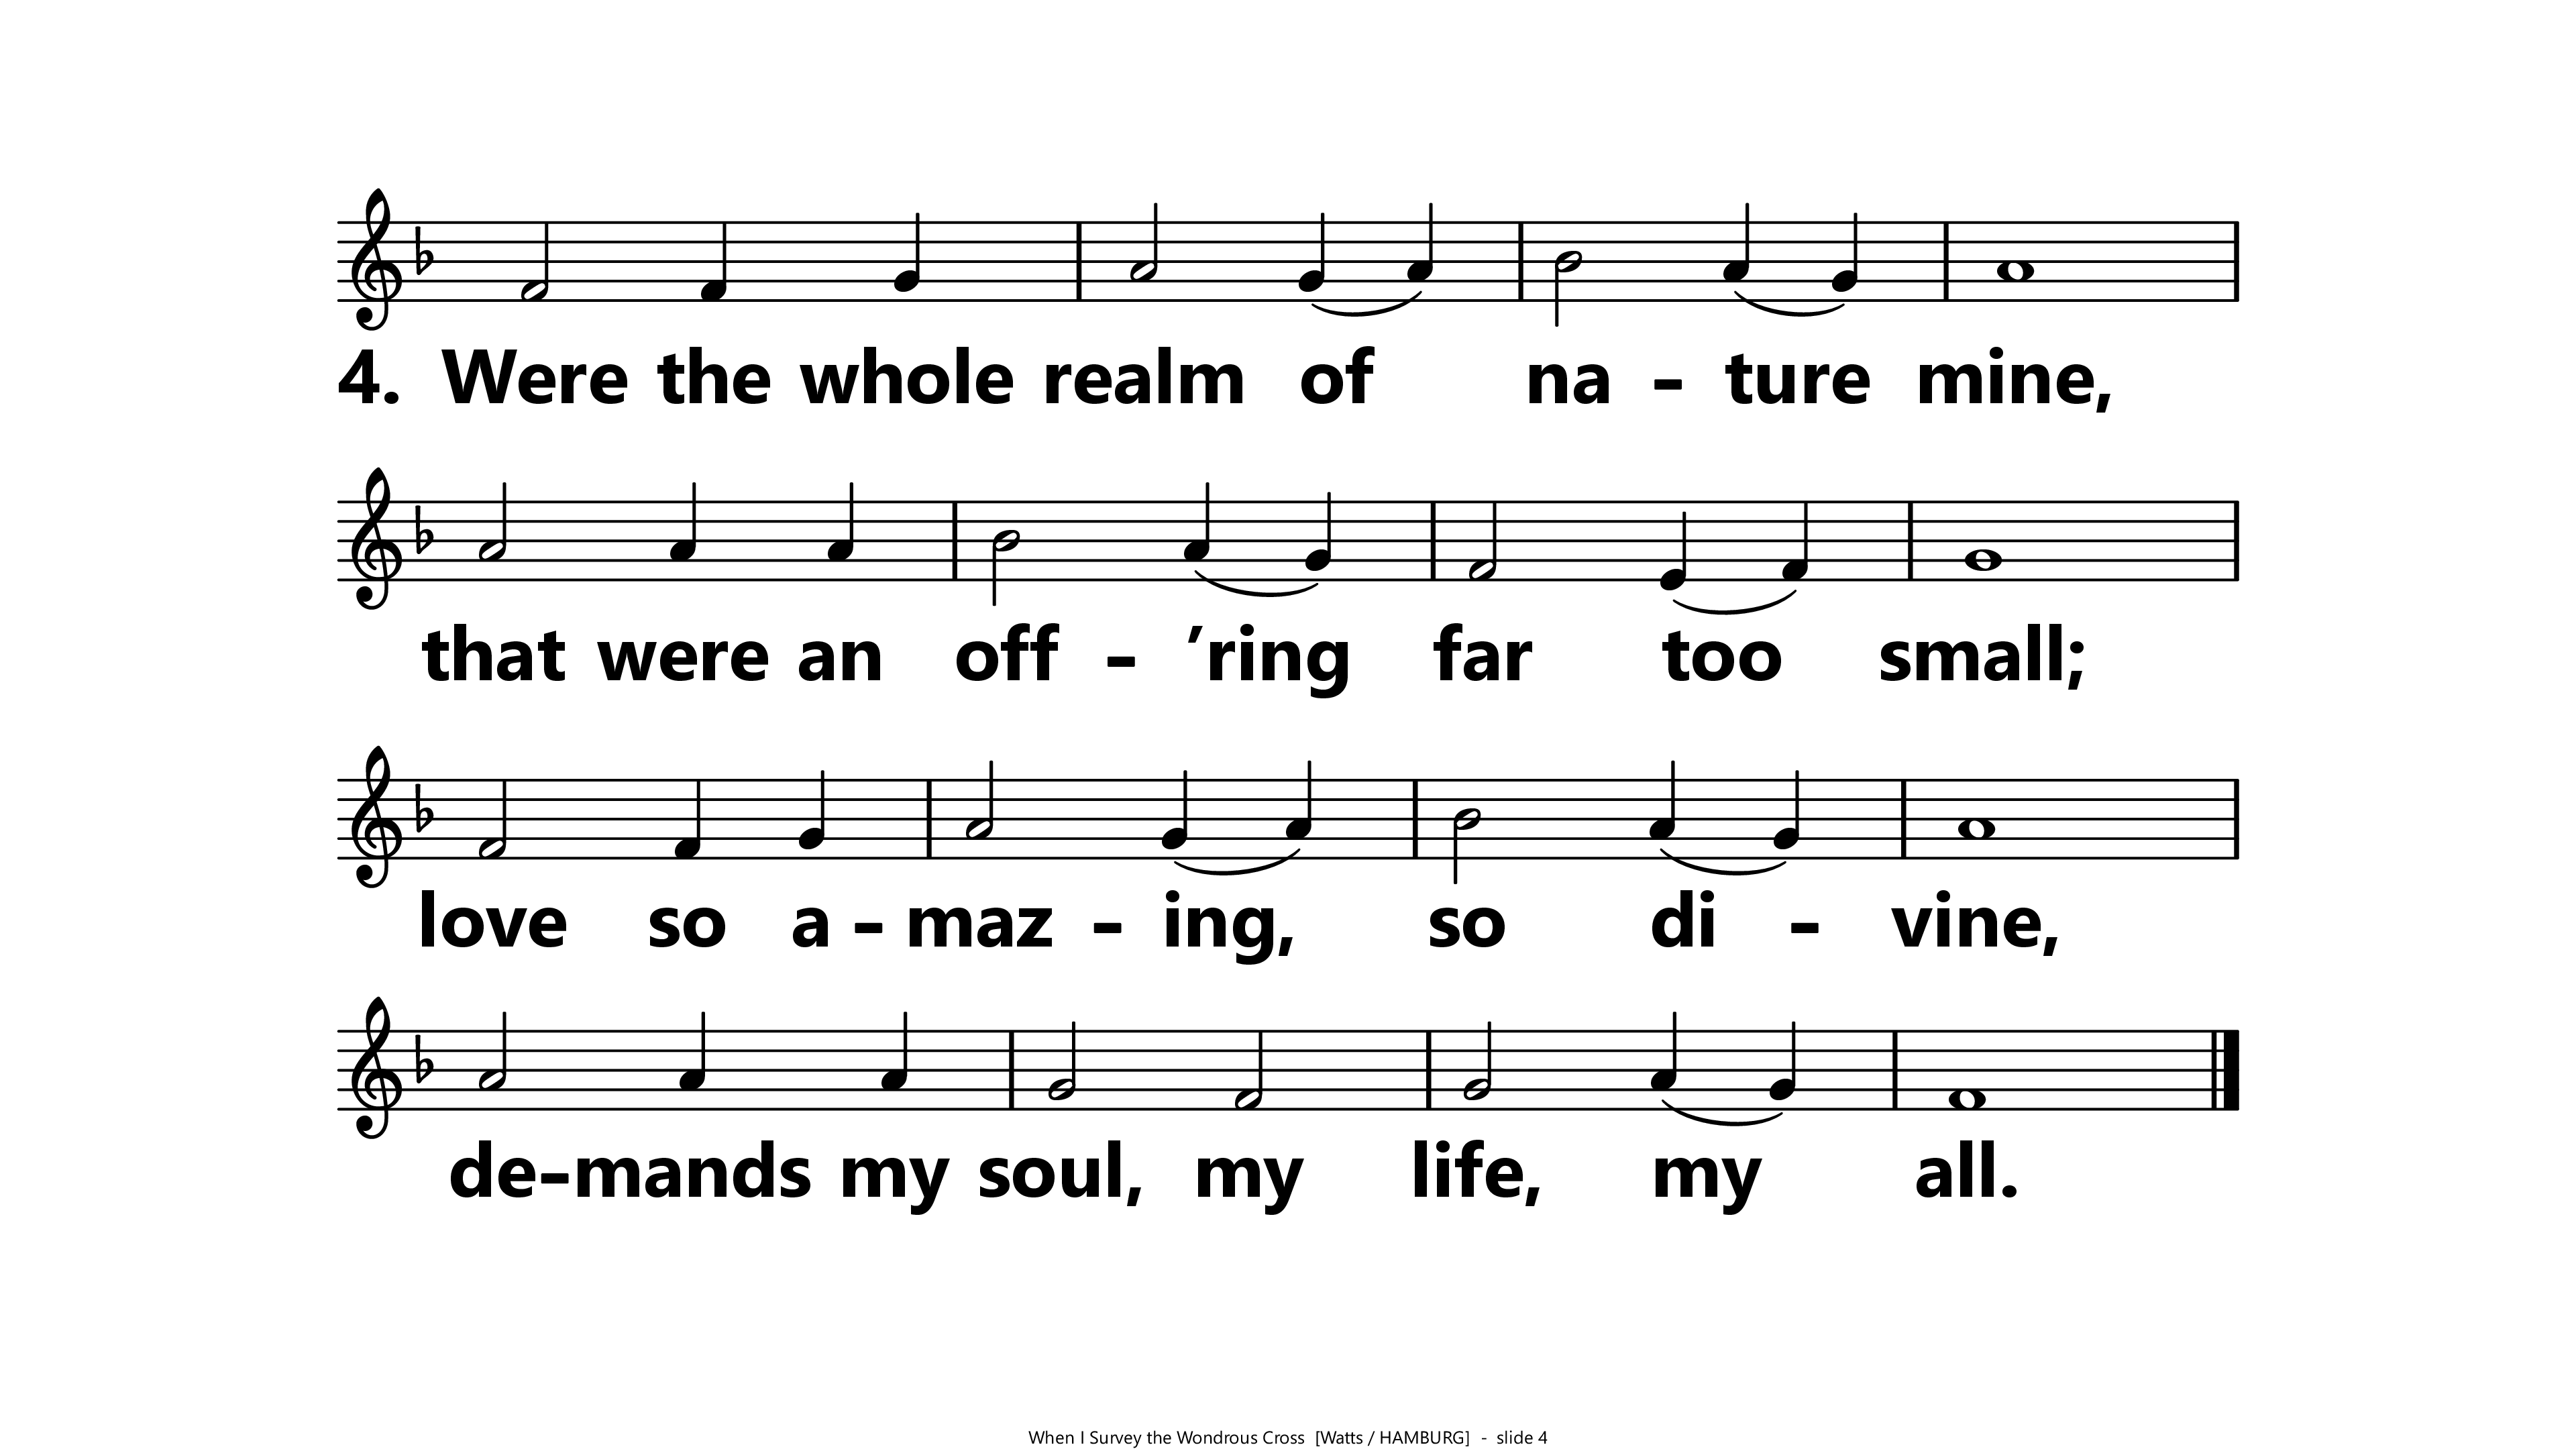 4. Were the whole realm of na - ture mine,
that were an off - ’ring far too small;
love so a - maz - ing, so di - vine,
de-mands my soul, my life, my all.
When I Survey the Wondrous Cross [Watts / HAMBURG] - slide 4